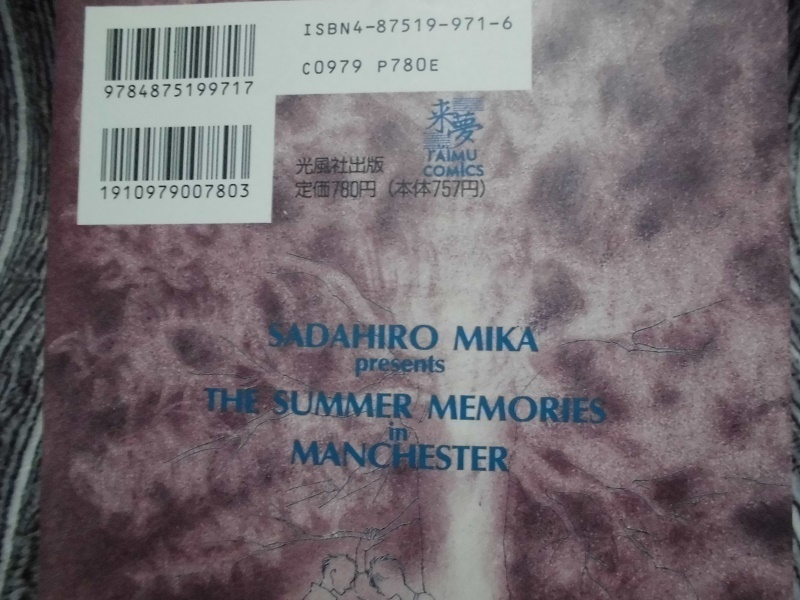 ISBN4-87519-971-6
C0979 P780E
9784875199717
1910979007803
来夢
RAIMU
COMICS
光風社出版
定価780円（本体757円）
SADAHIRO MIKA
presents
THE SUMMER MEMORIES
in
MANCHESTER